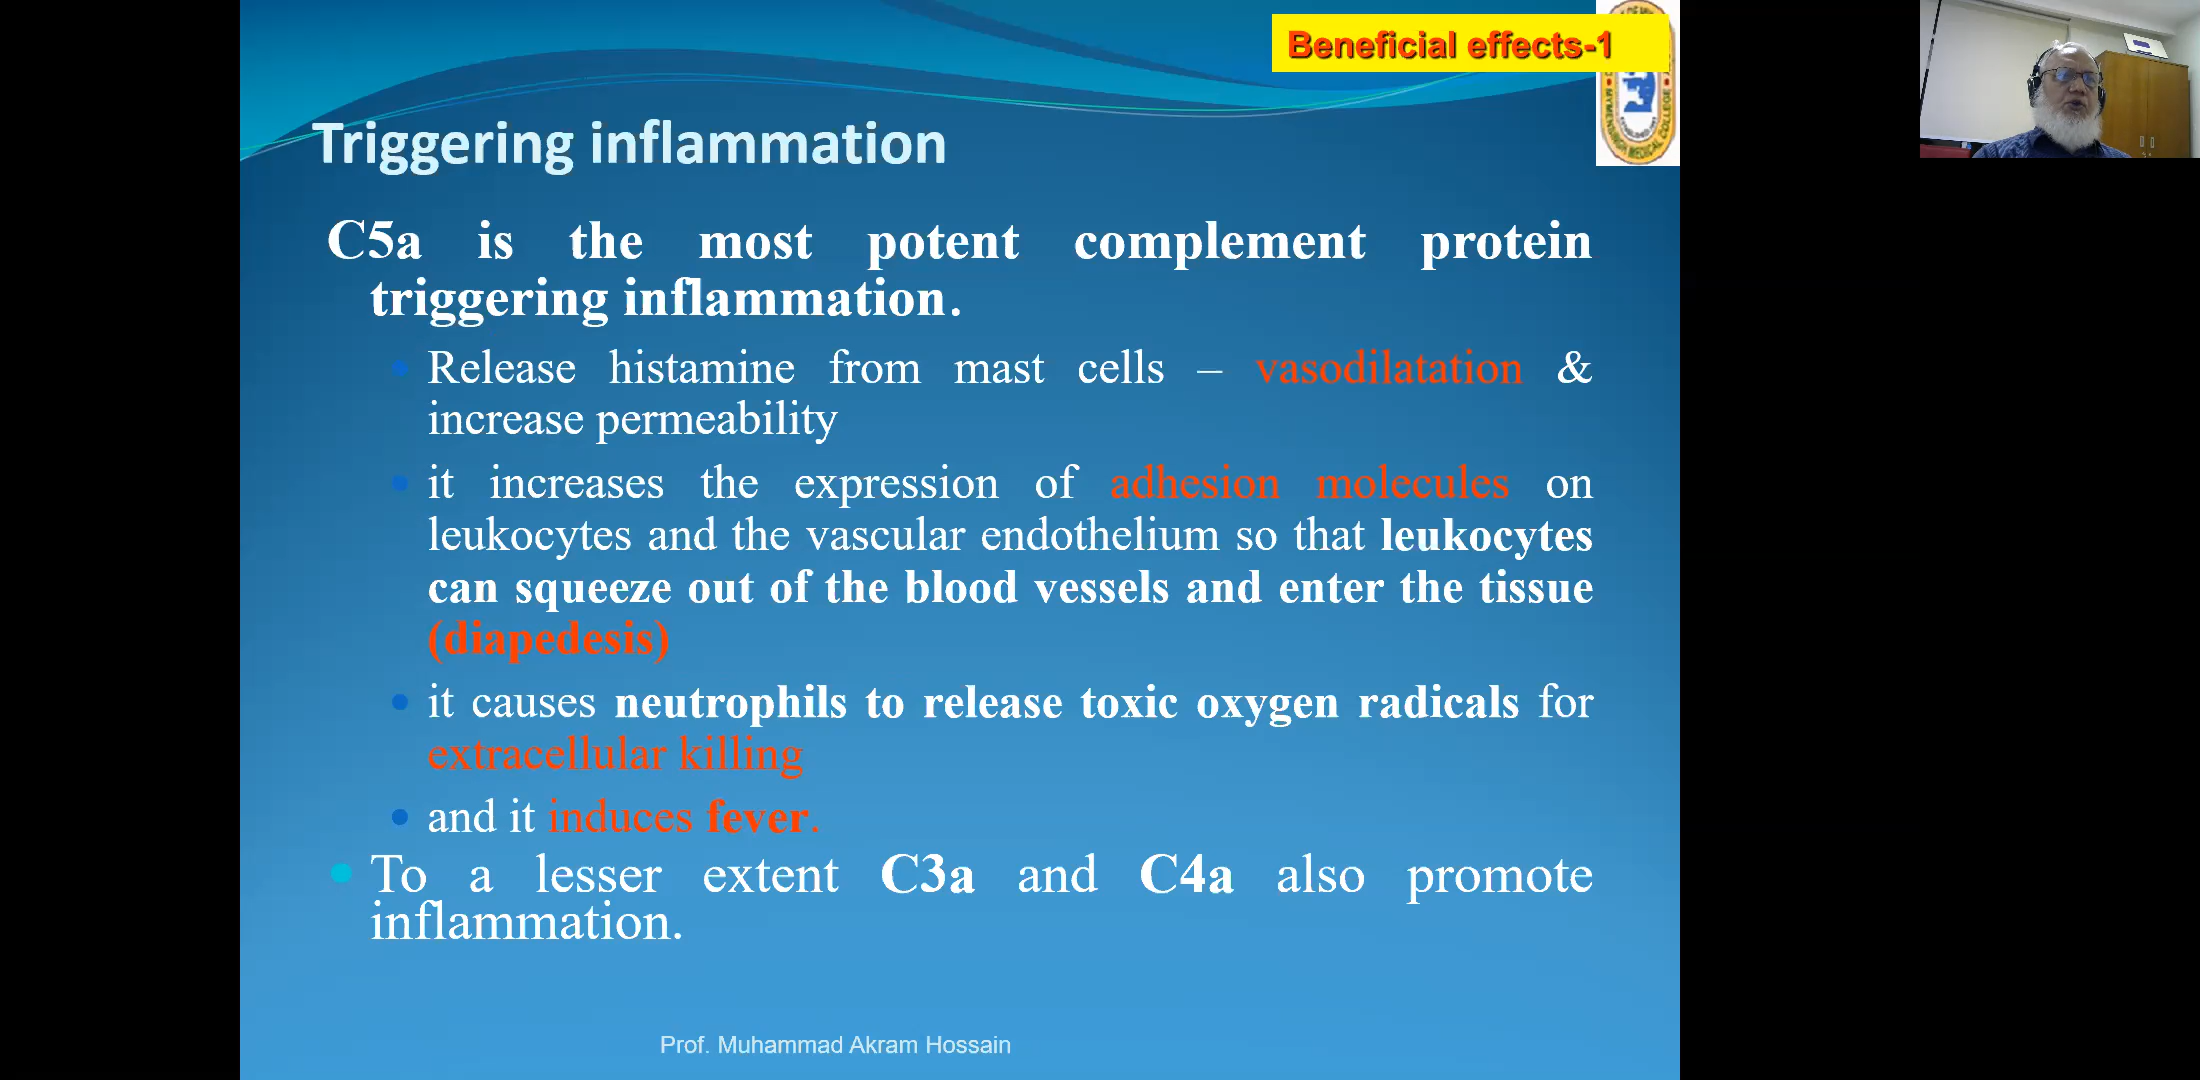 Beneficial effects-1
MYMENSINGH MEDICAL COLLEGE
Triggering inflammation
C5a is the most potent complement protein
triggering inflammation.
Release histamine from mast cells – vasodilatation &
increase permeability
it increases the expression of adhesion molecules on
leukocytes and the vascular endothelium so that leukocytes
can squeeze out of the blood vessels and enter the tissue
(diapedesis)
it causes neutrophils to release toxic oxygen radicals for
extracellular killing
and it induces fever.
To a lesser extent C3a and C4a also promote
inflammation.
Prof. Muhammad Akram Hossain